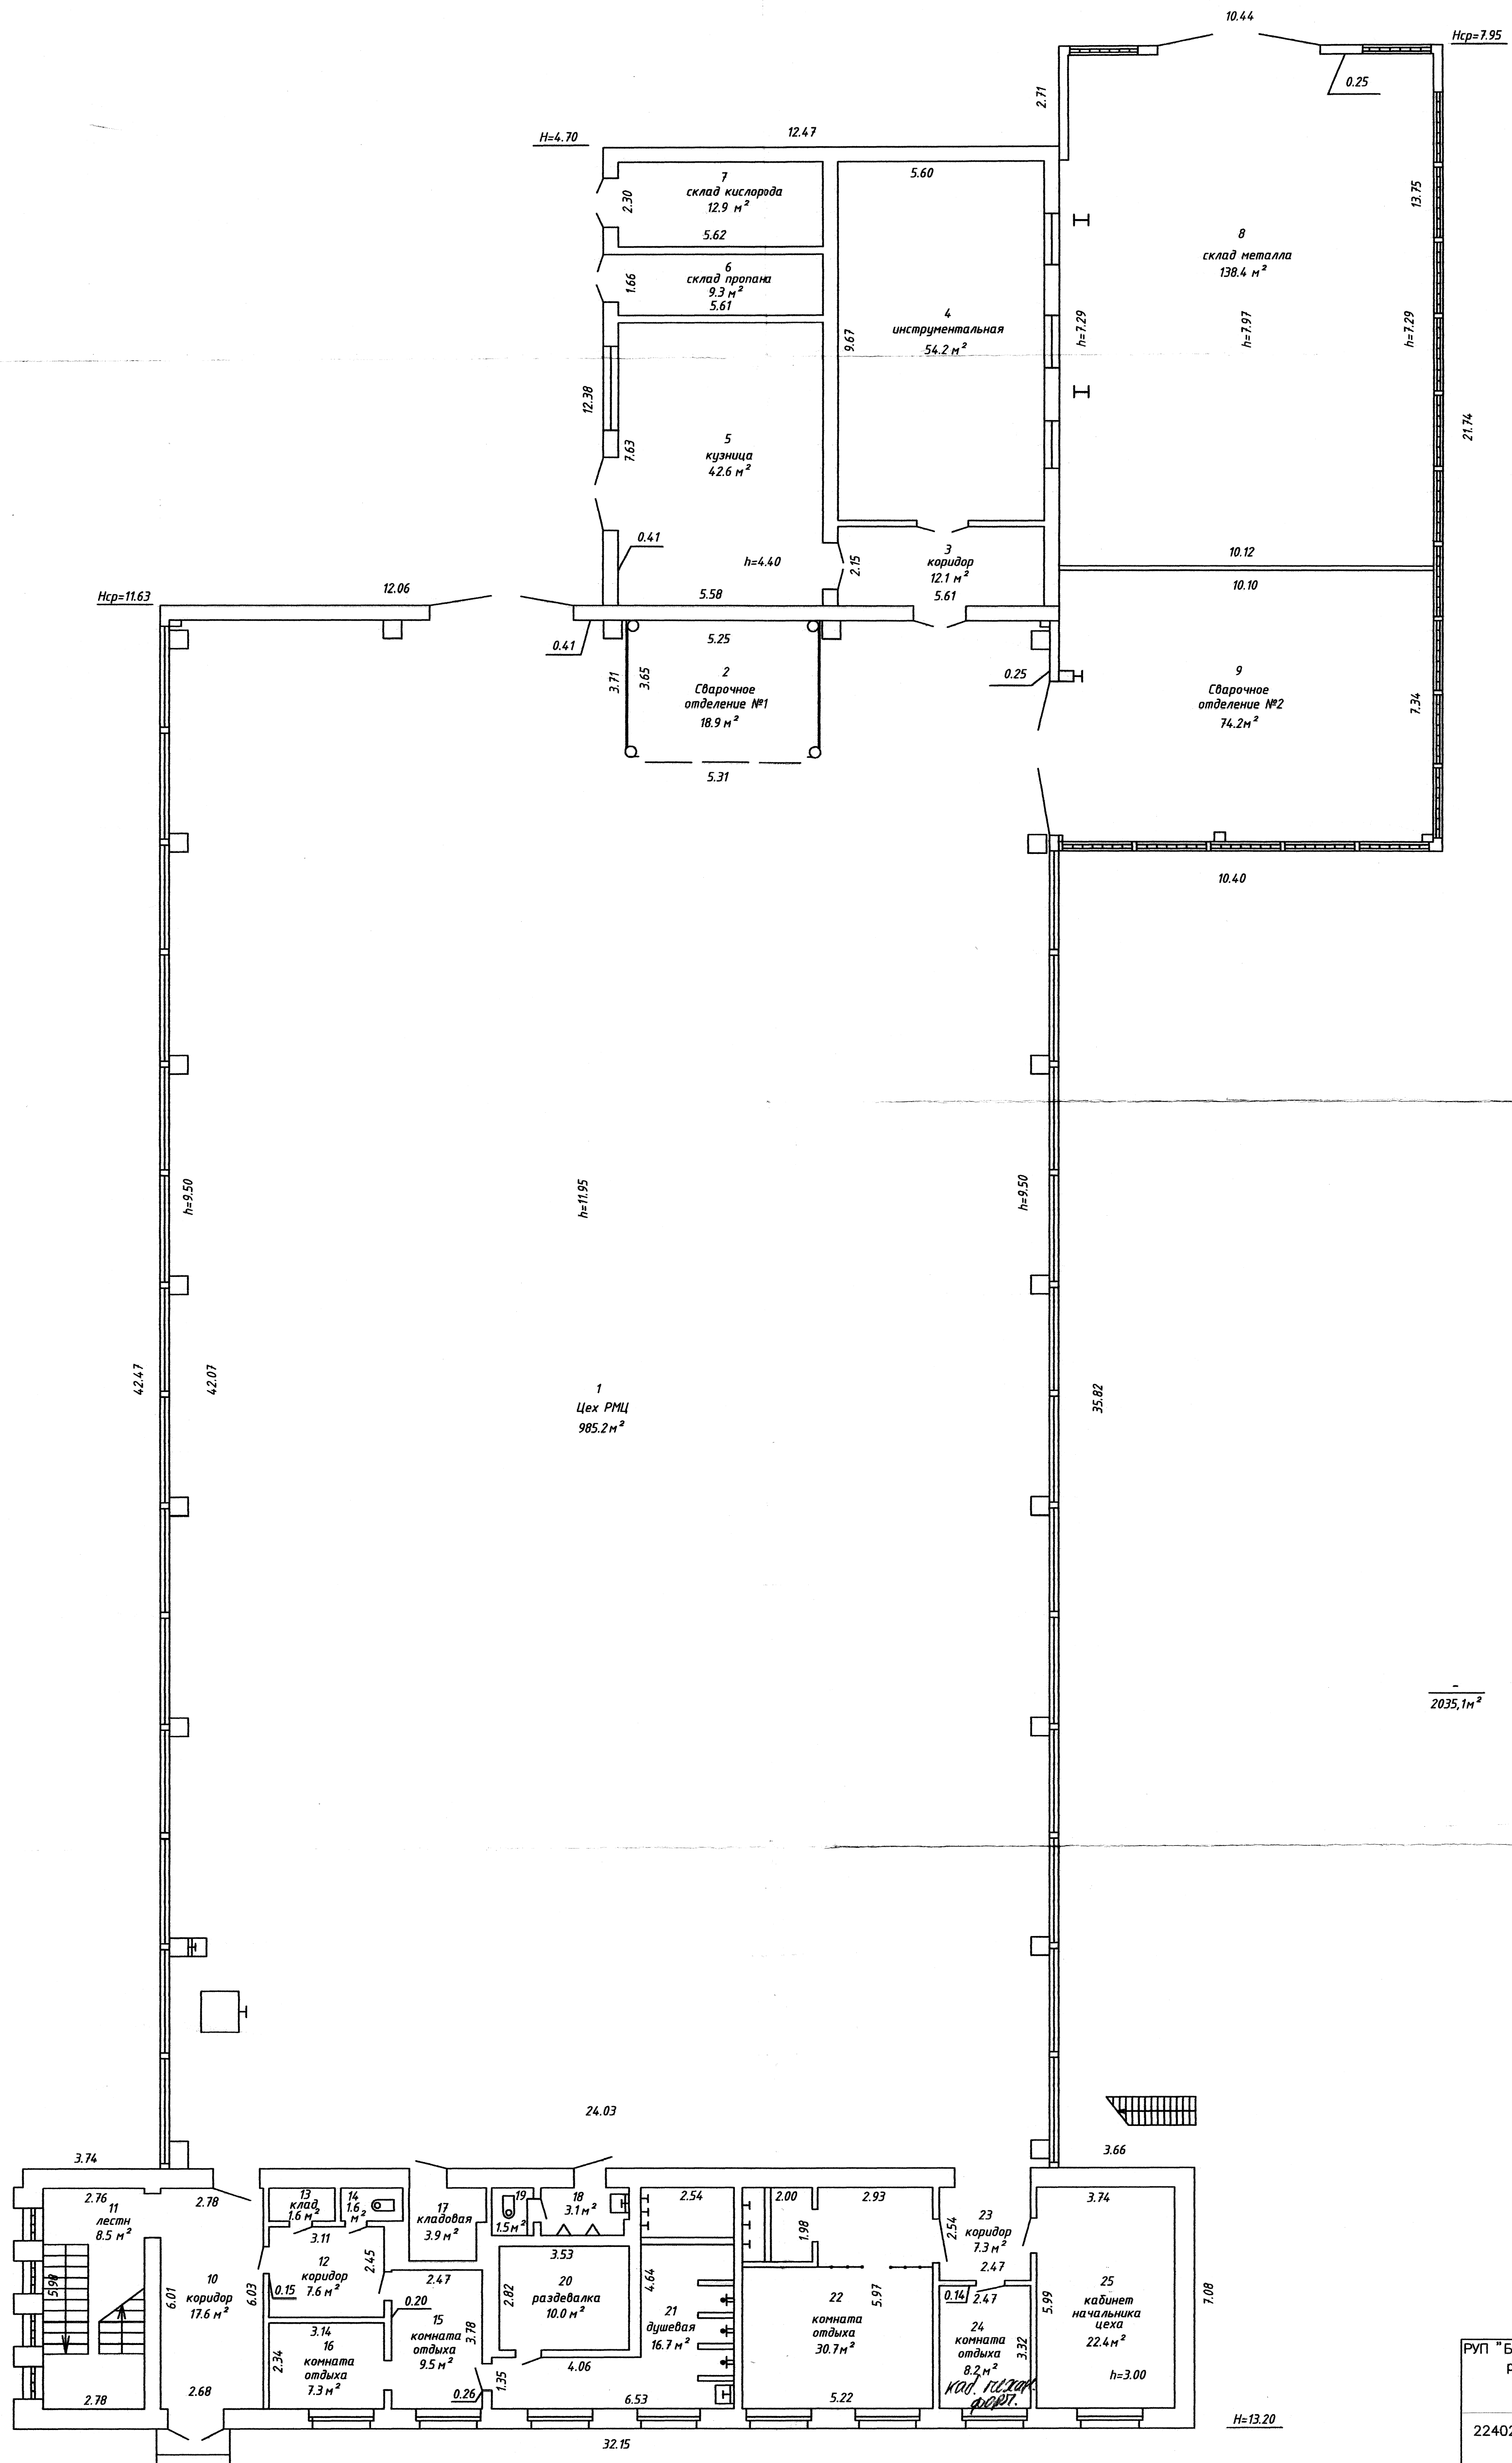 10.44
Нср=7.95
0.25
2.71
12.47
Н=4.70
7
склад кислорода
12.9 м²
2.30
5.62
5.60
13.75
8
склад металла
138.4 м²
6
склад пропана
9.3 м²
1.66
5.61
4
инструментальная
54.2 м²
9.67
h=7.29
h=7.97
h=7.29
12.38
7.63
5
кузница
42.6 м²
21.74
0.41
h=4.40
2.15
3
коридор
12.1 м²
5.61
10.12
10.10
Нср=11.63
12.06
5.58
0.41
5.25
3.71
3.65
2
Сварочное
отделение №1
18.9 м²
5.31
0.25
9
Сварочное
отделение №2
74.2м²
7.34
10.40
h=9.50
h=11.95
h=9.50
42.47
42.07
1
Цех РМЦ
985.2м²
35.82
-
2035,1м²
24.03
3.74
3.66
2.76
11
лестн
8.5 м²
5.98
2.78
2.78
10
коридор
17.6 м²
6.01
6.03
2.68
13
клад
1.6 м²
14
1.6
м²
3.11
12
коридор
7.6 м²
2.45
0.15
3.14
16
комната
отдыха
7.3 м²
2.34
17
кладовая
3.9 м²
2.47
0.20
15
комната
отдыха
9.5 м²
3.78
0.26
19
1.5м²
18
3.1м²
3.53
20
раздевалка
10.0 м²
2.82
4.06
1.35
6.53
2.54
4.64
21
душевая
16.7 м²
2.00
1.98
2.93
22
комната
отдыха
30.7м²
5.97
5.22
2.54
23
коридор
7.3 м²
2.47
0.14
2.47
24
комната
отдыха
8.2 м²
3.32
3.74
5.99
25
кабинет
начальника
цеха
22.4м²
h=3.00
7.08
32.15
Н=13.20
РУП "Б
р
22402